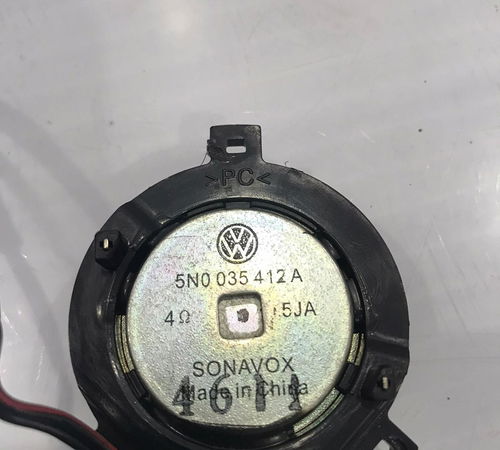 >PC<
5N0 035 412 A
4Ω 5JA
SONAVOX
Made in China
4611